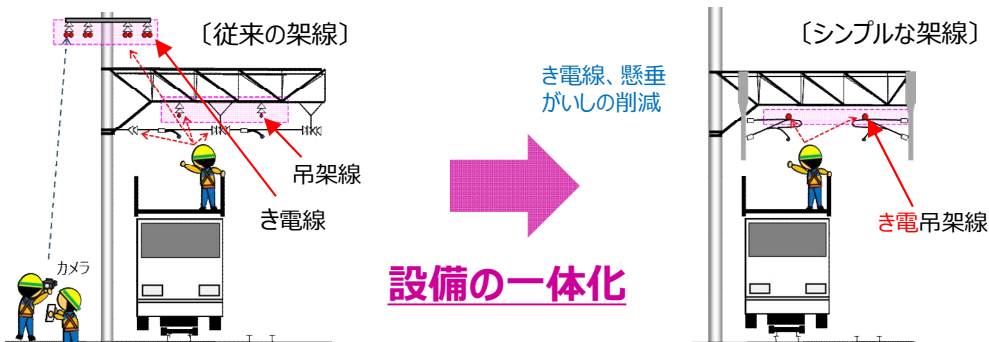 〔従来の架線〕
吊架線
き電線
カメラ
き電線、懸垂
がいしの削減
設備の一体化
〔シンプルな架線〕
き電吊架線